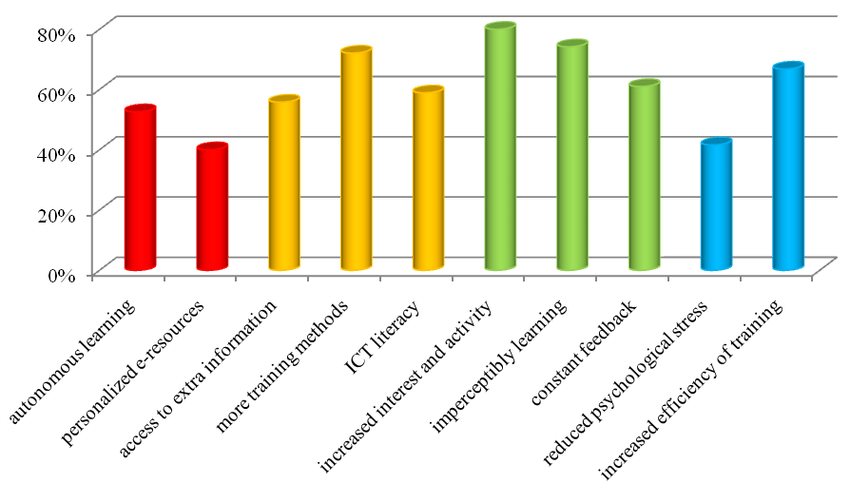 80%
60%
40%
20%
0%
autonomous learning
personalized e-resources
access to extra information
more training methods
ICT literacy
increased interest and activity
imperceptibly learning
constant feedback
reduced psychological stress
increased efficiency of training